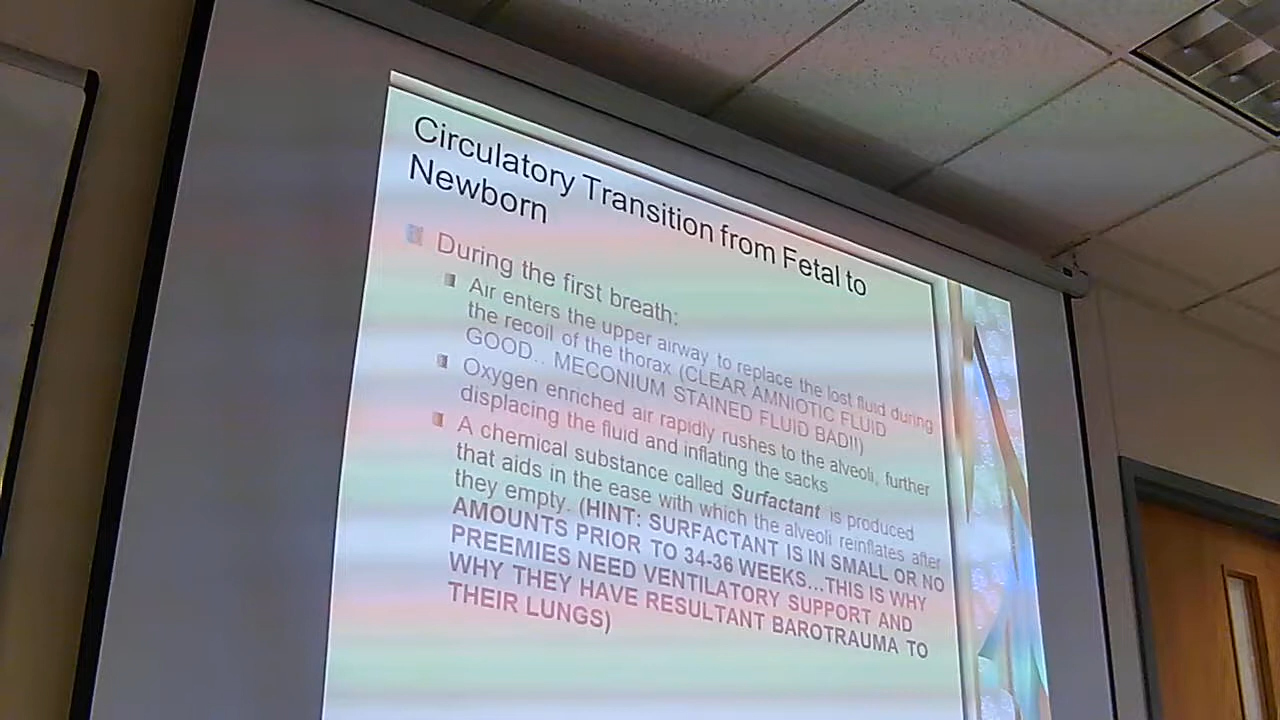 Circulatory Transition from Fetal to
Newborn
During the first breath:
Air enters the upper airway to replace the lost fluid during
the recoil of the thorax (CLEAR AMNIOTIC FLUID
GOOD.. MECONIUM STAINED FLUID BAD!!)
Oxygen enriched air rapidly rushes to the alveoli, further
displacing the fluid and inflating the sacks
A chemical substance called Surfactant is produced
that aids in the ease with which the alveoli reinflates after
they empty. (HINT: SURFACTANT IS IN SMALL OR NO
AMOUNTS PRIOR TO 34-36 WEEKS...THIS IS WHY
PREEMIES NEED VENTILATORY SUPPORT AND
WHY THEY HAVE RESULTANT BAROTRAUMA TO
THEIR LUNGS)